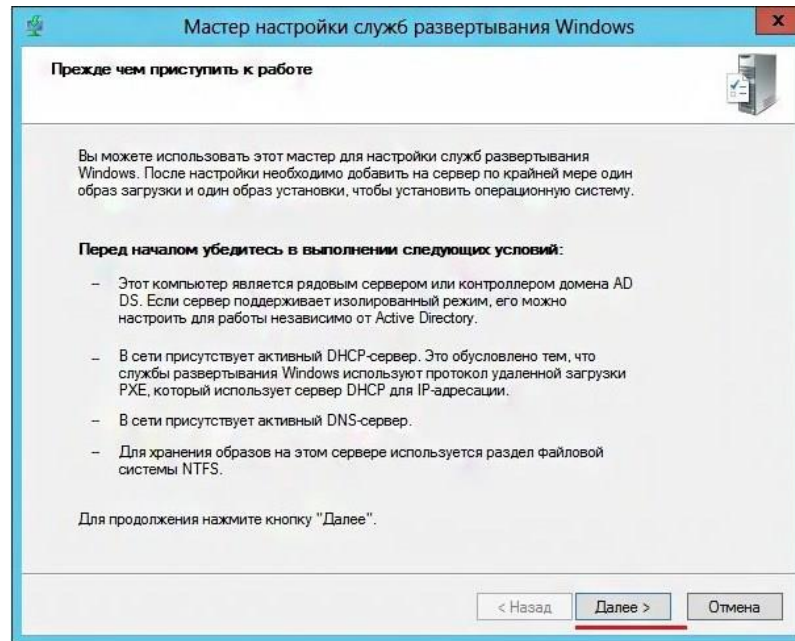 Мастер настройки служб развертывания Windows
x
Прежде чем приступить к работе
Вы можете использовать этот мастер для настройки служб развертывания
Windows. После настройки необходимо добавить на сервер по крайней мере один
образ загрузки и один образ установки, чтобы установить операционную систему.
Перед началом убедитесь в выполнении следующих условий:
– Этот компьютер является рядовым сервером или контроллером домена AD
DS. Если сервер поддерживает изолированный режим, его можно
настроить для работы независимо от Active Directory.
– В сети присутствует активный DHCP-сервер. Это обусловлено тем, что
службы развертывания Windows используют протокол удаленной загрузки
PXE, который использует сервер DHCP для IP-адресации.
– В сети присутствует активный DNS-сервер.
– Для хранения образов на этом сервере используется раздел файловой
системы NTFS.
Для продолжения нажмите кнопку "Далее".
< Назад Далее > Отмена